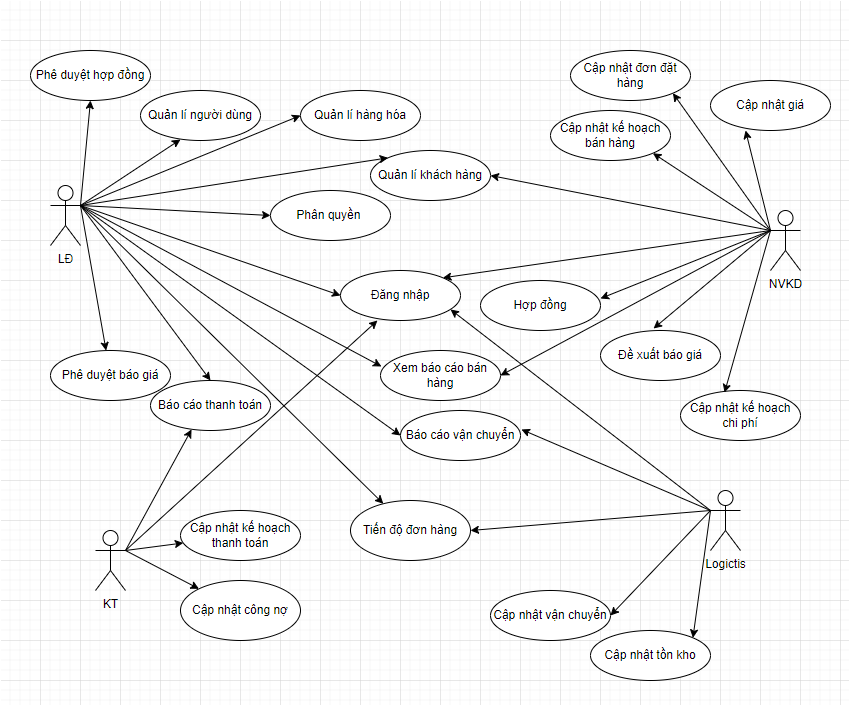 Phê duyệt hợp đồng
Quản lí người dùng
Quản lí hàng hóa
Cập nhật đơn đặt
hàng
Cập nhật giá
Cập nhật kế hoạch
bán hàng
Quản lí khách hàng
Phân quyền
LĐ
NVKD
Đăng nhập
Hợp đồng
Đề xuất báo giá
Phê duyệt báo giá
Xem báo cáo bán
hàng
Báo cáo thanh toán
Cập nhật kế hoạch
chi phí
Báo cáo vận chuyển
Cập nhật kế hoạch
thanh toán
Tiến độ đơn hàng
Logictis
KT
Cập nhật công nợ
Cập nhật vận chuyển
Cập nhật tồn kho